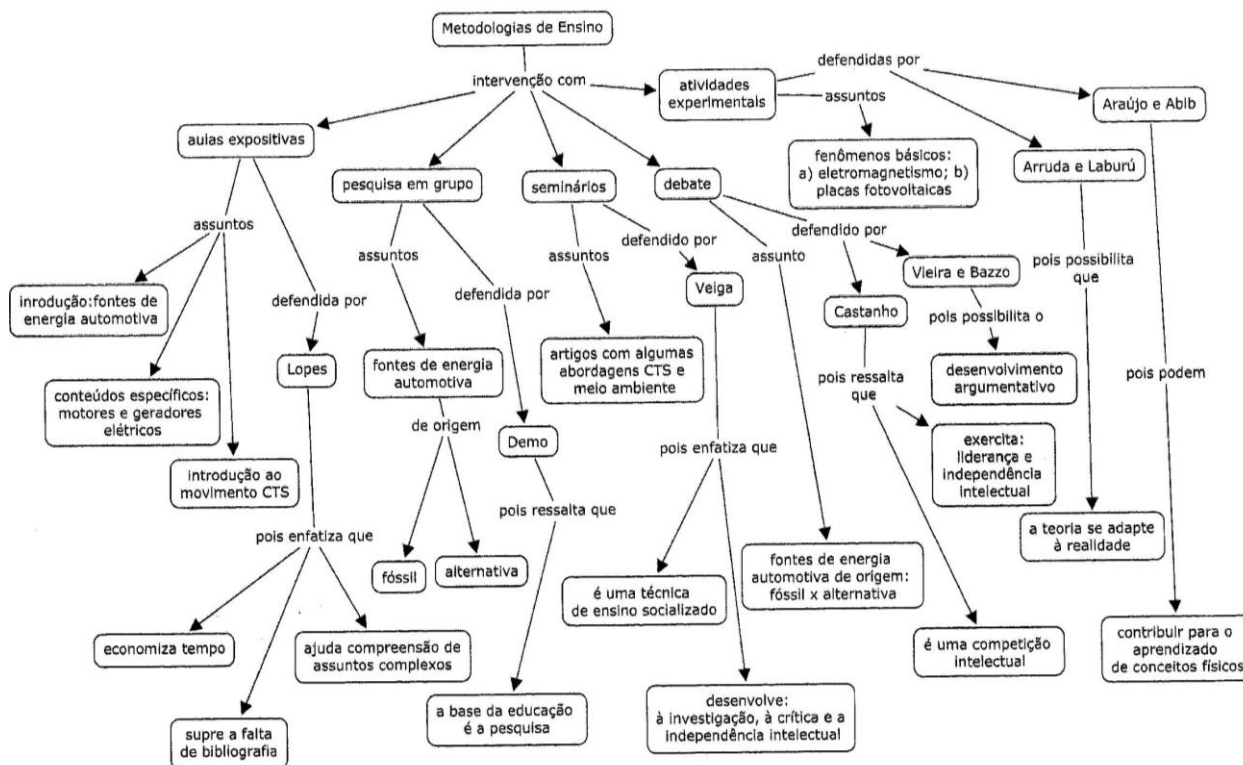 Metodologias de Ensino
intervenção com
atividades
experimentais
defendidas por
assuntos
Araújo e Abib
aulas expositivas
fenômenos básicos:
a) eletromagnetismo; b)
placas fotovoltaicas
Arruda e Laburú
pesquisa em grupo
seminários
debate
assuntos
assuntos
defendida por
assuntos
defendido por
assunto
defendido por
Vieira e Bazzo
pois possibilita
que
inrodução:fontes de
energia automotiva
Lopes
Veiga
Castanho
pois possibilita o
conteúdos específicos:
motores e geradores
elétricos
fontes de energia
automotiva
defendida por
artigos com algumas
abordagens CTS e
meio ambiente
pois ressalta
que
desenvolvimento
argumentativo
pois podem
introdução ao
movimento CTS
de origem
Demo
pois enfatiza que
exercita:
liderança e
independência
intelectual
pois enfatiza que
fóssil
alternativa
pois ressalta que
é uma técnica
de ensino socializado
fontes de energia
automotiva de origem:
fóssil x alternativa
a teoria se adapte
à realidade
economiza tempo
ajuda compreensão de
assuntos complexos
é uma competição
intelectual
contribuir para o
aprendizado
de conceitos físicos
supre a falta
de bibliografia
a base da educação
é a pesquisa
desenvolve:
à investigação, à crítica e a
independência intelectual